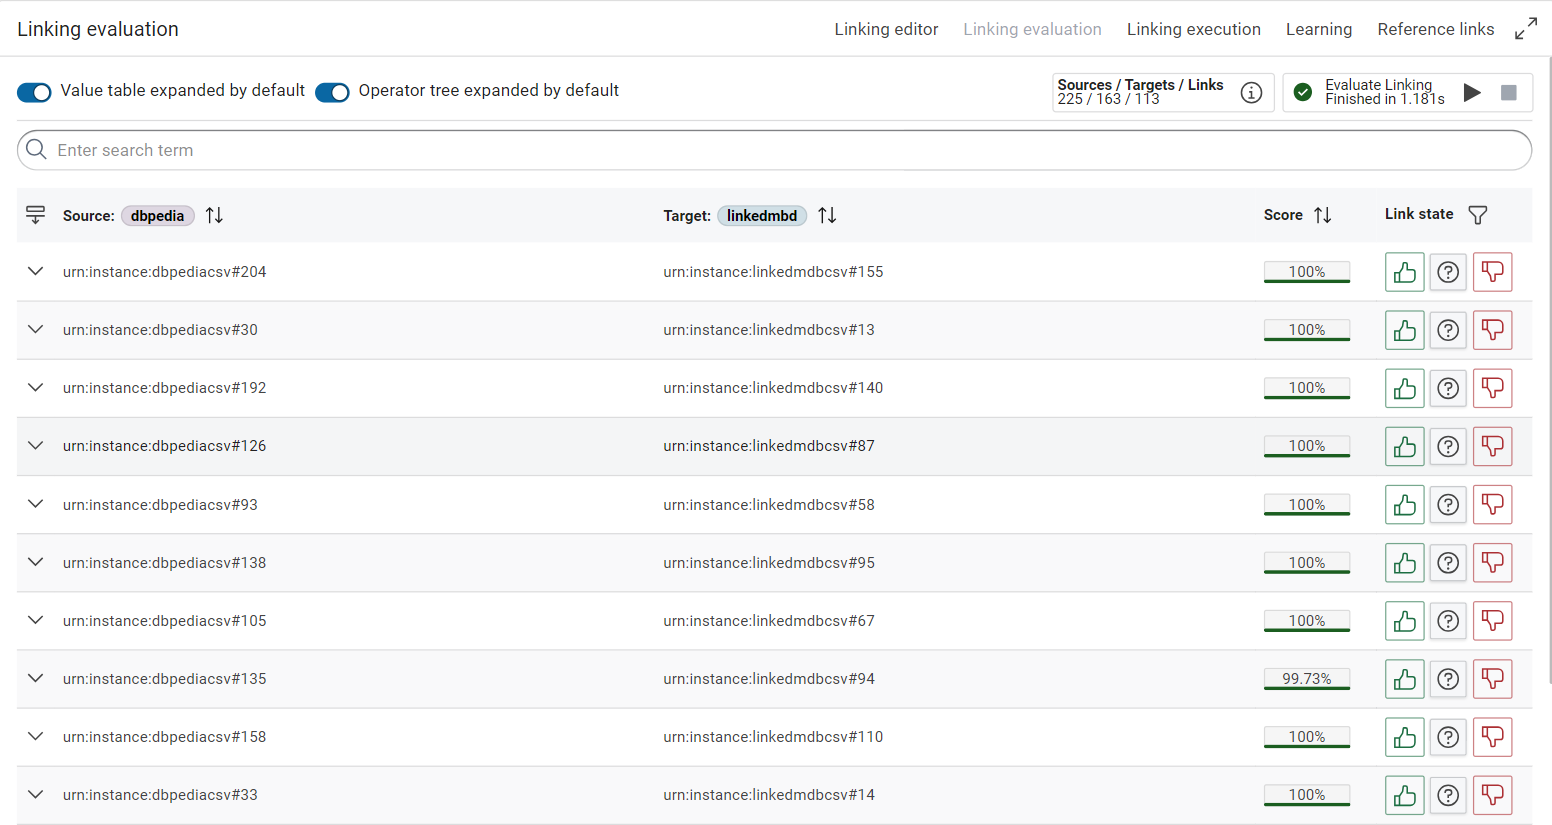 Linking evaluation
Linking editor Linking evaluation Linking execution Learning Reference links
Value table expanded by default Operator tree expanded by default
Sources / Targets / Links
225 / 163 / 113
Evaluate Linking
Finished in 1.181s
Enter search term
Source: dbpedia Target: linkedmbd Score Link state
urn:instance:dbpediacsv#204 urn:instance:linkedmdbcsv#155 100%
urn:instance:dbpediacsv#30 urn:instance:linkedmdbcsv#13 100%
urn:instance:dbpediacsv#192 urn:instance:linkedmdbcsv#140 100%
urn:instance:dbpediacsv#126 urn:instance:linkedmdbcsv#87 100%
urn:instance:dbpediacsv#93 urn:instance:linkedmdbcsv#58 100%
urn:instance:dbpediacsv#138 urn:instance:linkedmdbcsv#95 100%
urn:instance:dbpediacsv#105 urn:instance:linkedmdbcsv#67 100%
urn:instance:dbpediacsv#135 urn:instance:linkedmdbcsv#94 99.73%
urn:instance:dbpediacsv#158 urn:instance:linkedmdbcsv#110 100%
urn:instance:dbpediacsv#33 urn:instance:linkedmdbcsv#14 100%